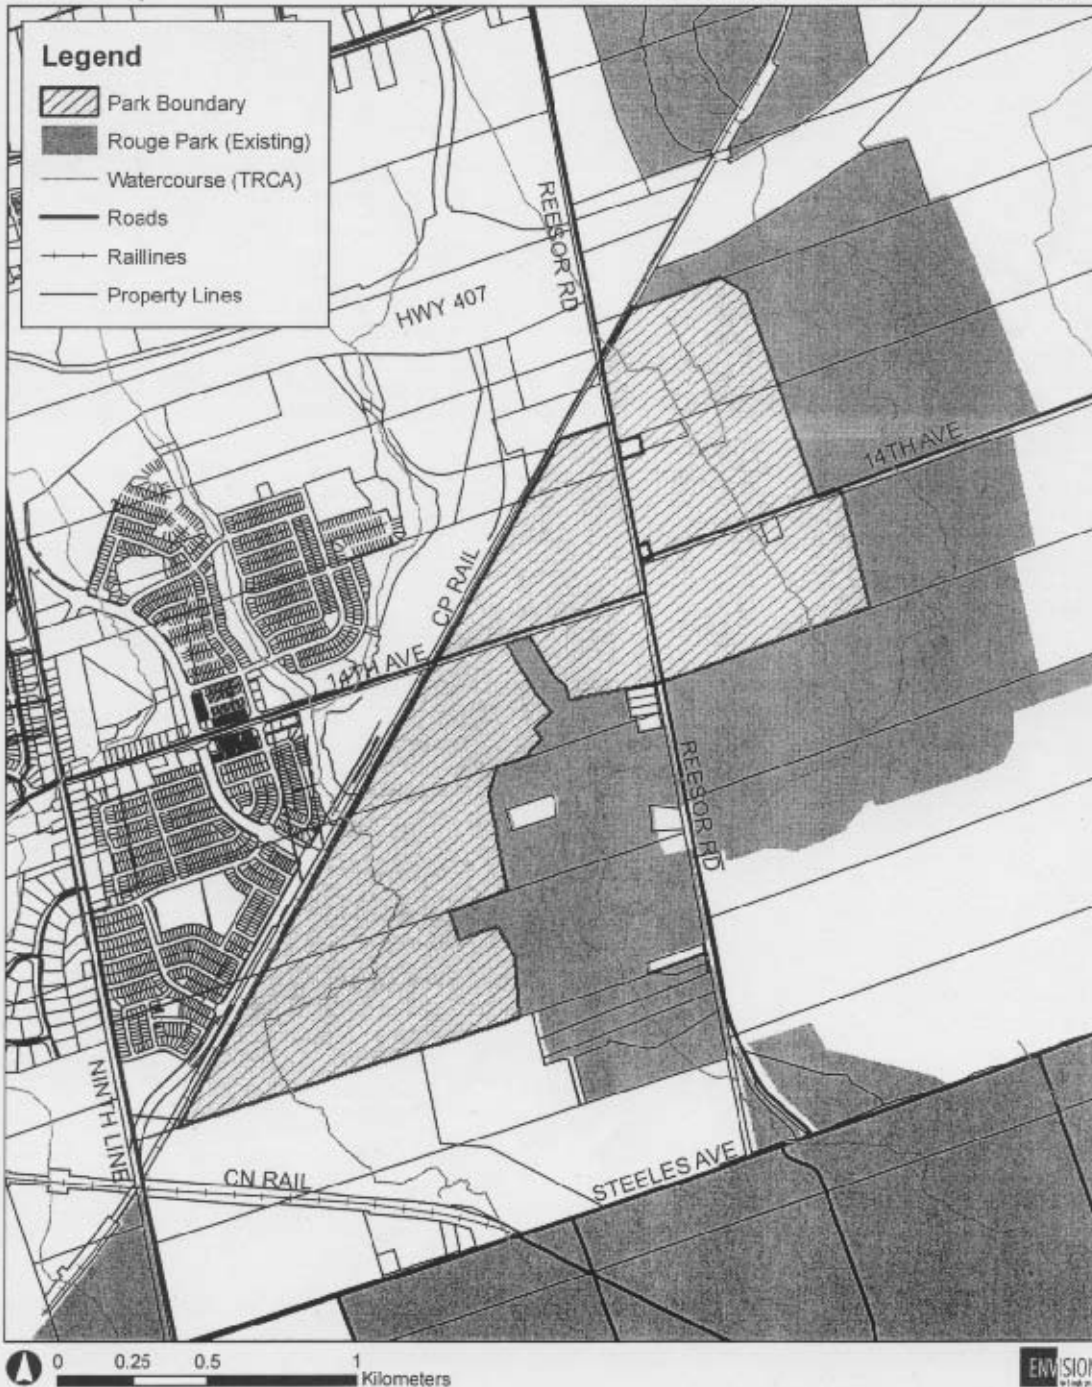 Legend
Park Boundary
Rouge Park (Existing)
Watercourse (TRCA)
Roads
Raillines
Property Lines
REESOR RD
HWY 407
14TH AVE
CP RAIL
14TH AVE
REESOR RD
NINTH LINE
CN RAIL
STEELES AVE
0 0.25 0.5 1
Kilometers
ENVISION